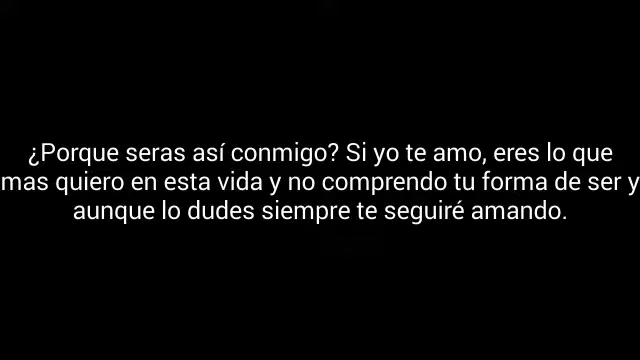 ¿Porque seras así conmigo? Si yo te amo, eres lo que
mas quiero en esta vida y no comprendo tu forma de ser y
aunque lo dudes siempre te seguiré amando.